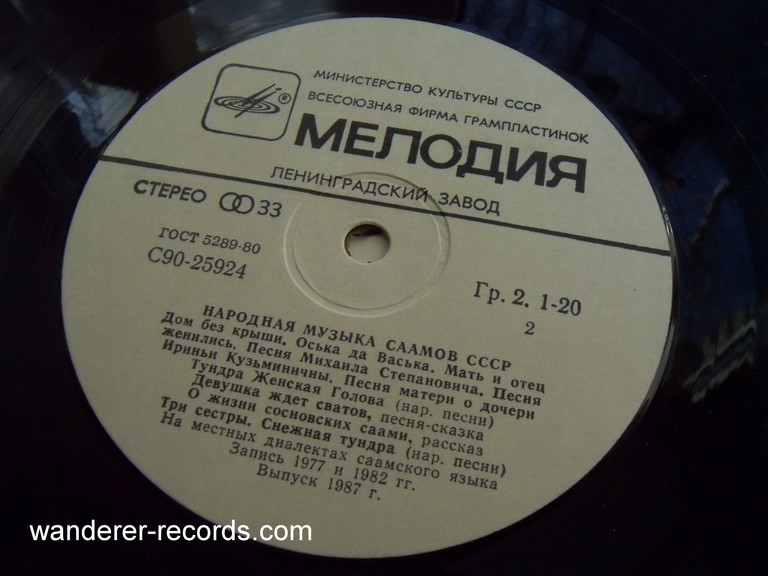 МИНИСТЕРСТВО КУЛЬТУРЫ СССР
ВСЕСОЮЗНАЯ ФИРМА ГРАМПЛАСТИНОК
®
МЕЛОДИЯ
ЛЕНИНГРАДСКИЙ ЗАВОД
СТЕРЕО 33
ГОСТ 5289-80
С90-25924
Гр. 2. 1-20
2
НАРОДНАЯ МУЗЫКА СААМОВ СССР
Дом без крыши. Оська да Васька. Мать и отец
женились. Песня Михаила Степановича. Песня
Ириньи Кузьминичны. Песня матери о дочери
Тундра Женская Голова (нар. песни)
Девушка ждет сватов, песня-сказка
О жизни сосновских саами, рассказ
Три сестры. Снежная тундра (нар. песни)
На местных диалектах саамского языка
Запись 1977 и 1982 гг.
Выпуск 1987 г.
wanderer-records.com